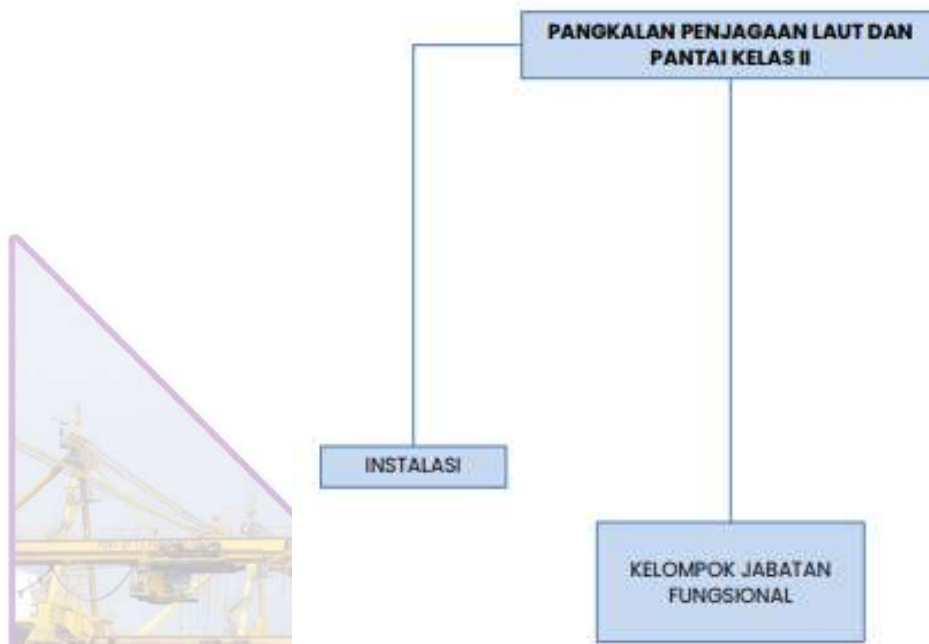 PANGKALAN PENJAGAAN LAUT DAN
PANTAI KELAS II
INSTALASI
KELOMPOK JABATAN
FUNGSIONAL